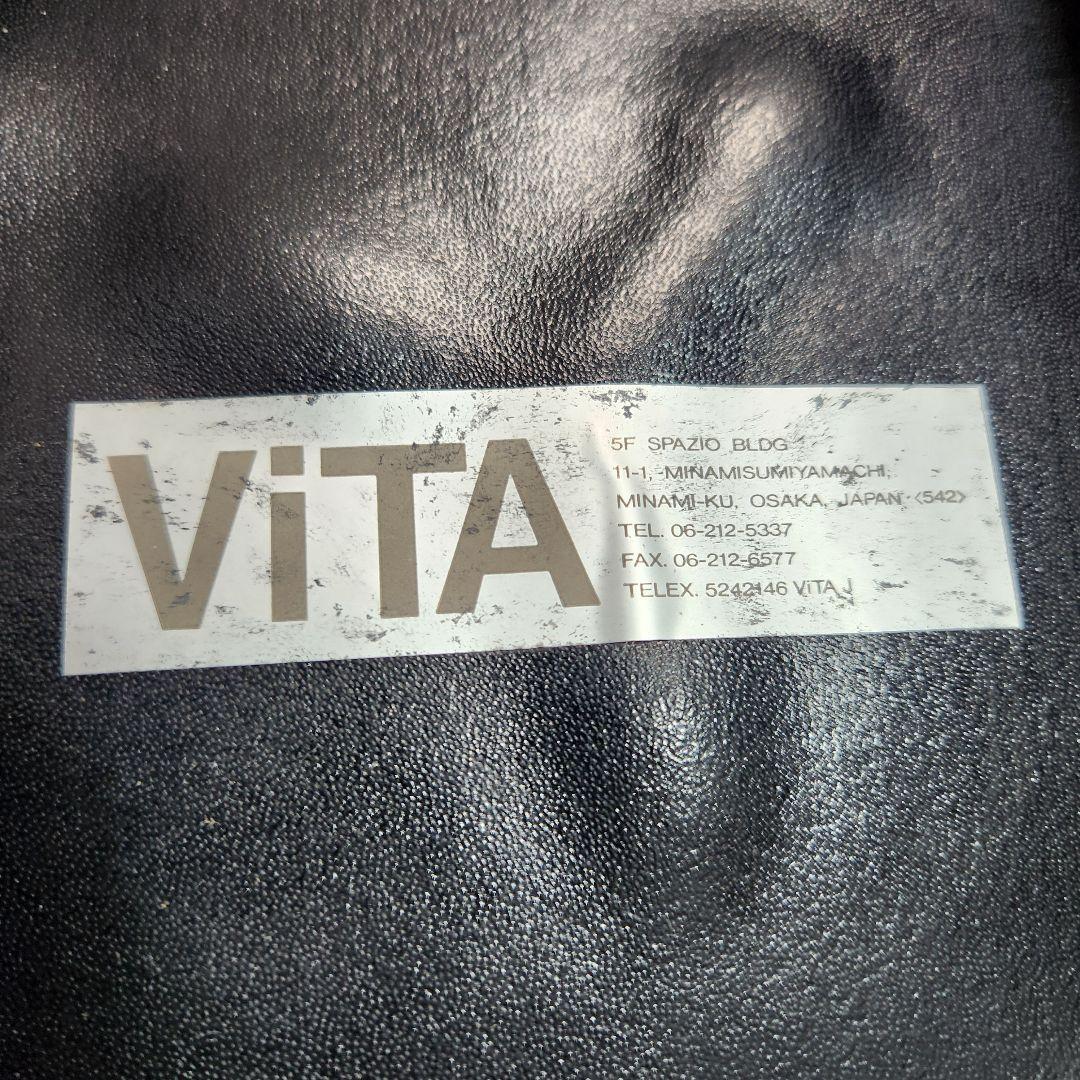 ViTA
5F SPAZIO BLDG
11-1, MINAMISUMIYAMACHI,
MINAMI-KU, OSAKA, JAPAN 〈542〉
TEL. 06-212-5337
FAX. 06-212-6577
TELEX. 5242146 ViTA J